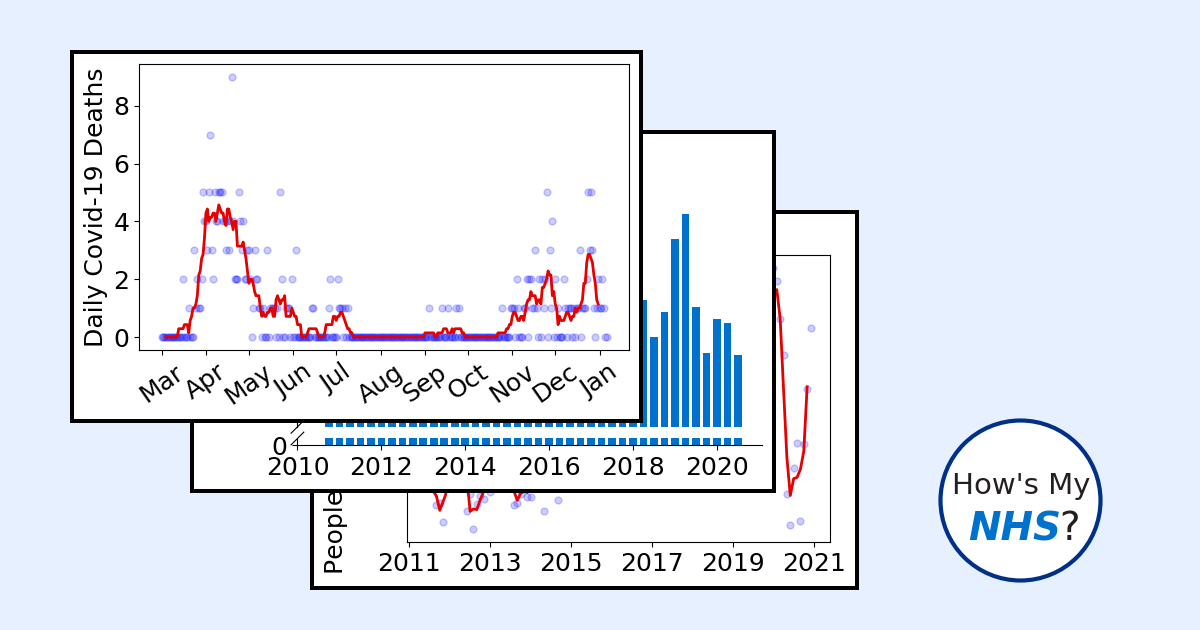 Daily Covid-19 Deaths
8
6
4
2
0
Mar Apr May Jun Jul Aug Sep Oct Nov Dec Jan
0
2010 2012 2014 2016 2018 2020
People
2011 2013 2015 2017 2019 2021
How's My
NHS?